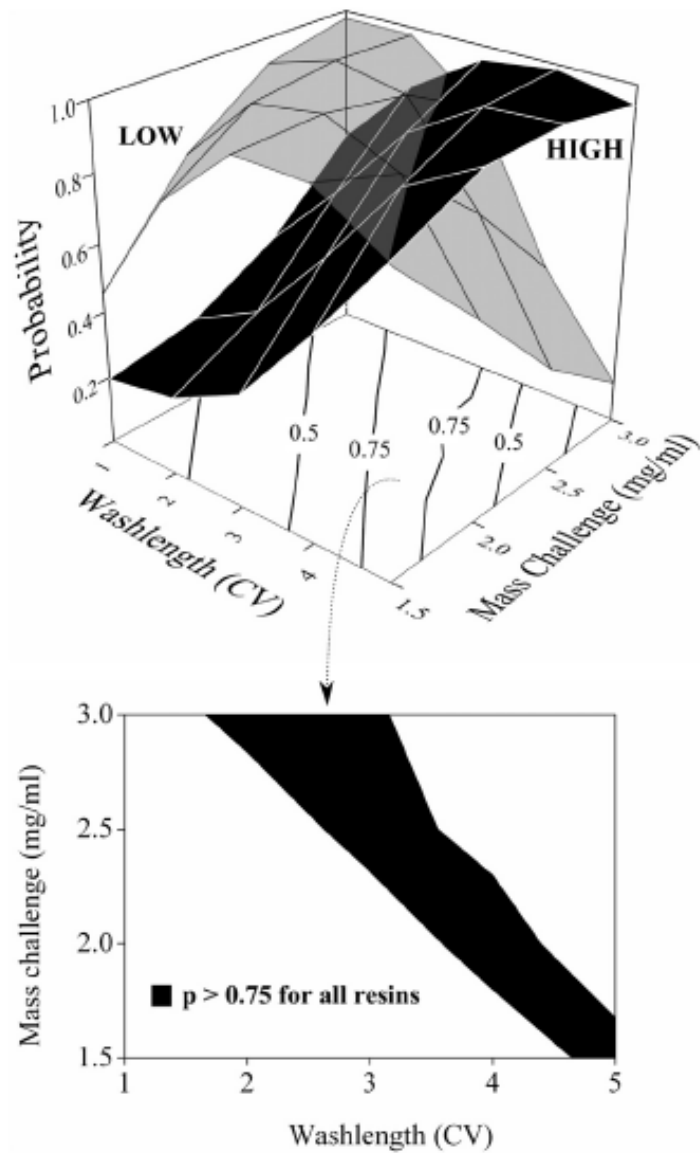 1.0
LOW
HIGH
0.8
Probability
0.6
0.4
0.2
0.5
0.75
0.75
0.5
3.0
2.5
2.0
1.5
1
2
3
4
Washlength (CV)
Mass Challenge (mg/ml)
3.0
2.5
2.0
1.5
Mass challenge (mg/ml)
p > 0.75 for all resins
1 2 3 4 5
Washlength (CV)